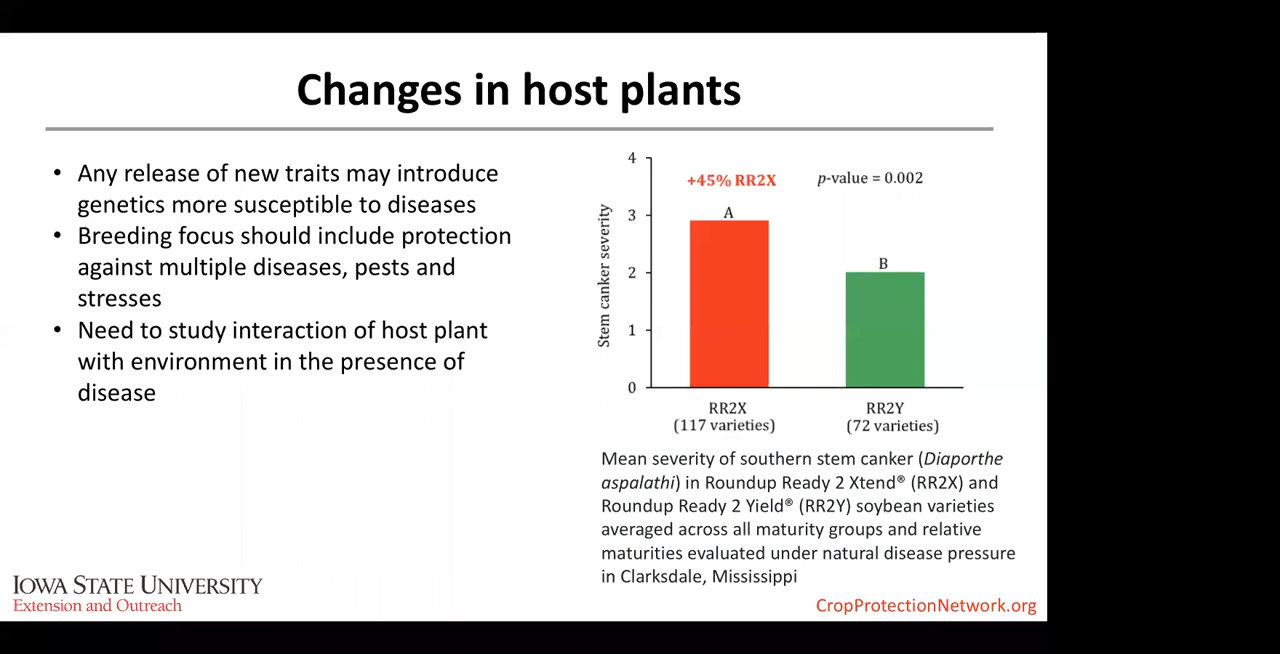 Changes in host plants
• Any release of new traits may introduce
genetics more susceptible to diseases
• Breeding focus should include protection
against multiple diseases, pests and
stresses
• Need to study interaction of host plant
with environment in the presence of
disease
4
3
2
1
0
Stem canker severity
+45% RR2X
p-value = 0.002
A
B
RR2X
(117 varieties)
RR2Y
(72 varieties)
Mean severity of southern stem canker (Diaporthe
aspalathi) in Roundup Ready 2 Xtend® (RR2X) and
Roundup Ready 2 Yield® (RR2Y) soybean varieties
averaged across all maturity groups and relative
maturities evaluated under natural disease pressure
in Clarksdale, Mississippi
IOWA STATE UNIVERSITY
Extension and Outreach
CropProtectionNetwork.org